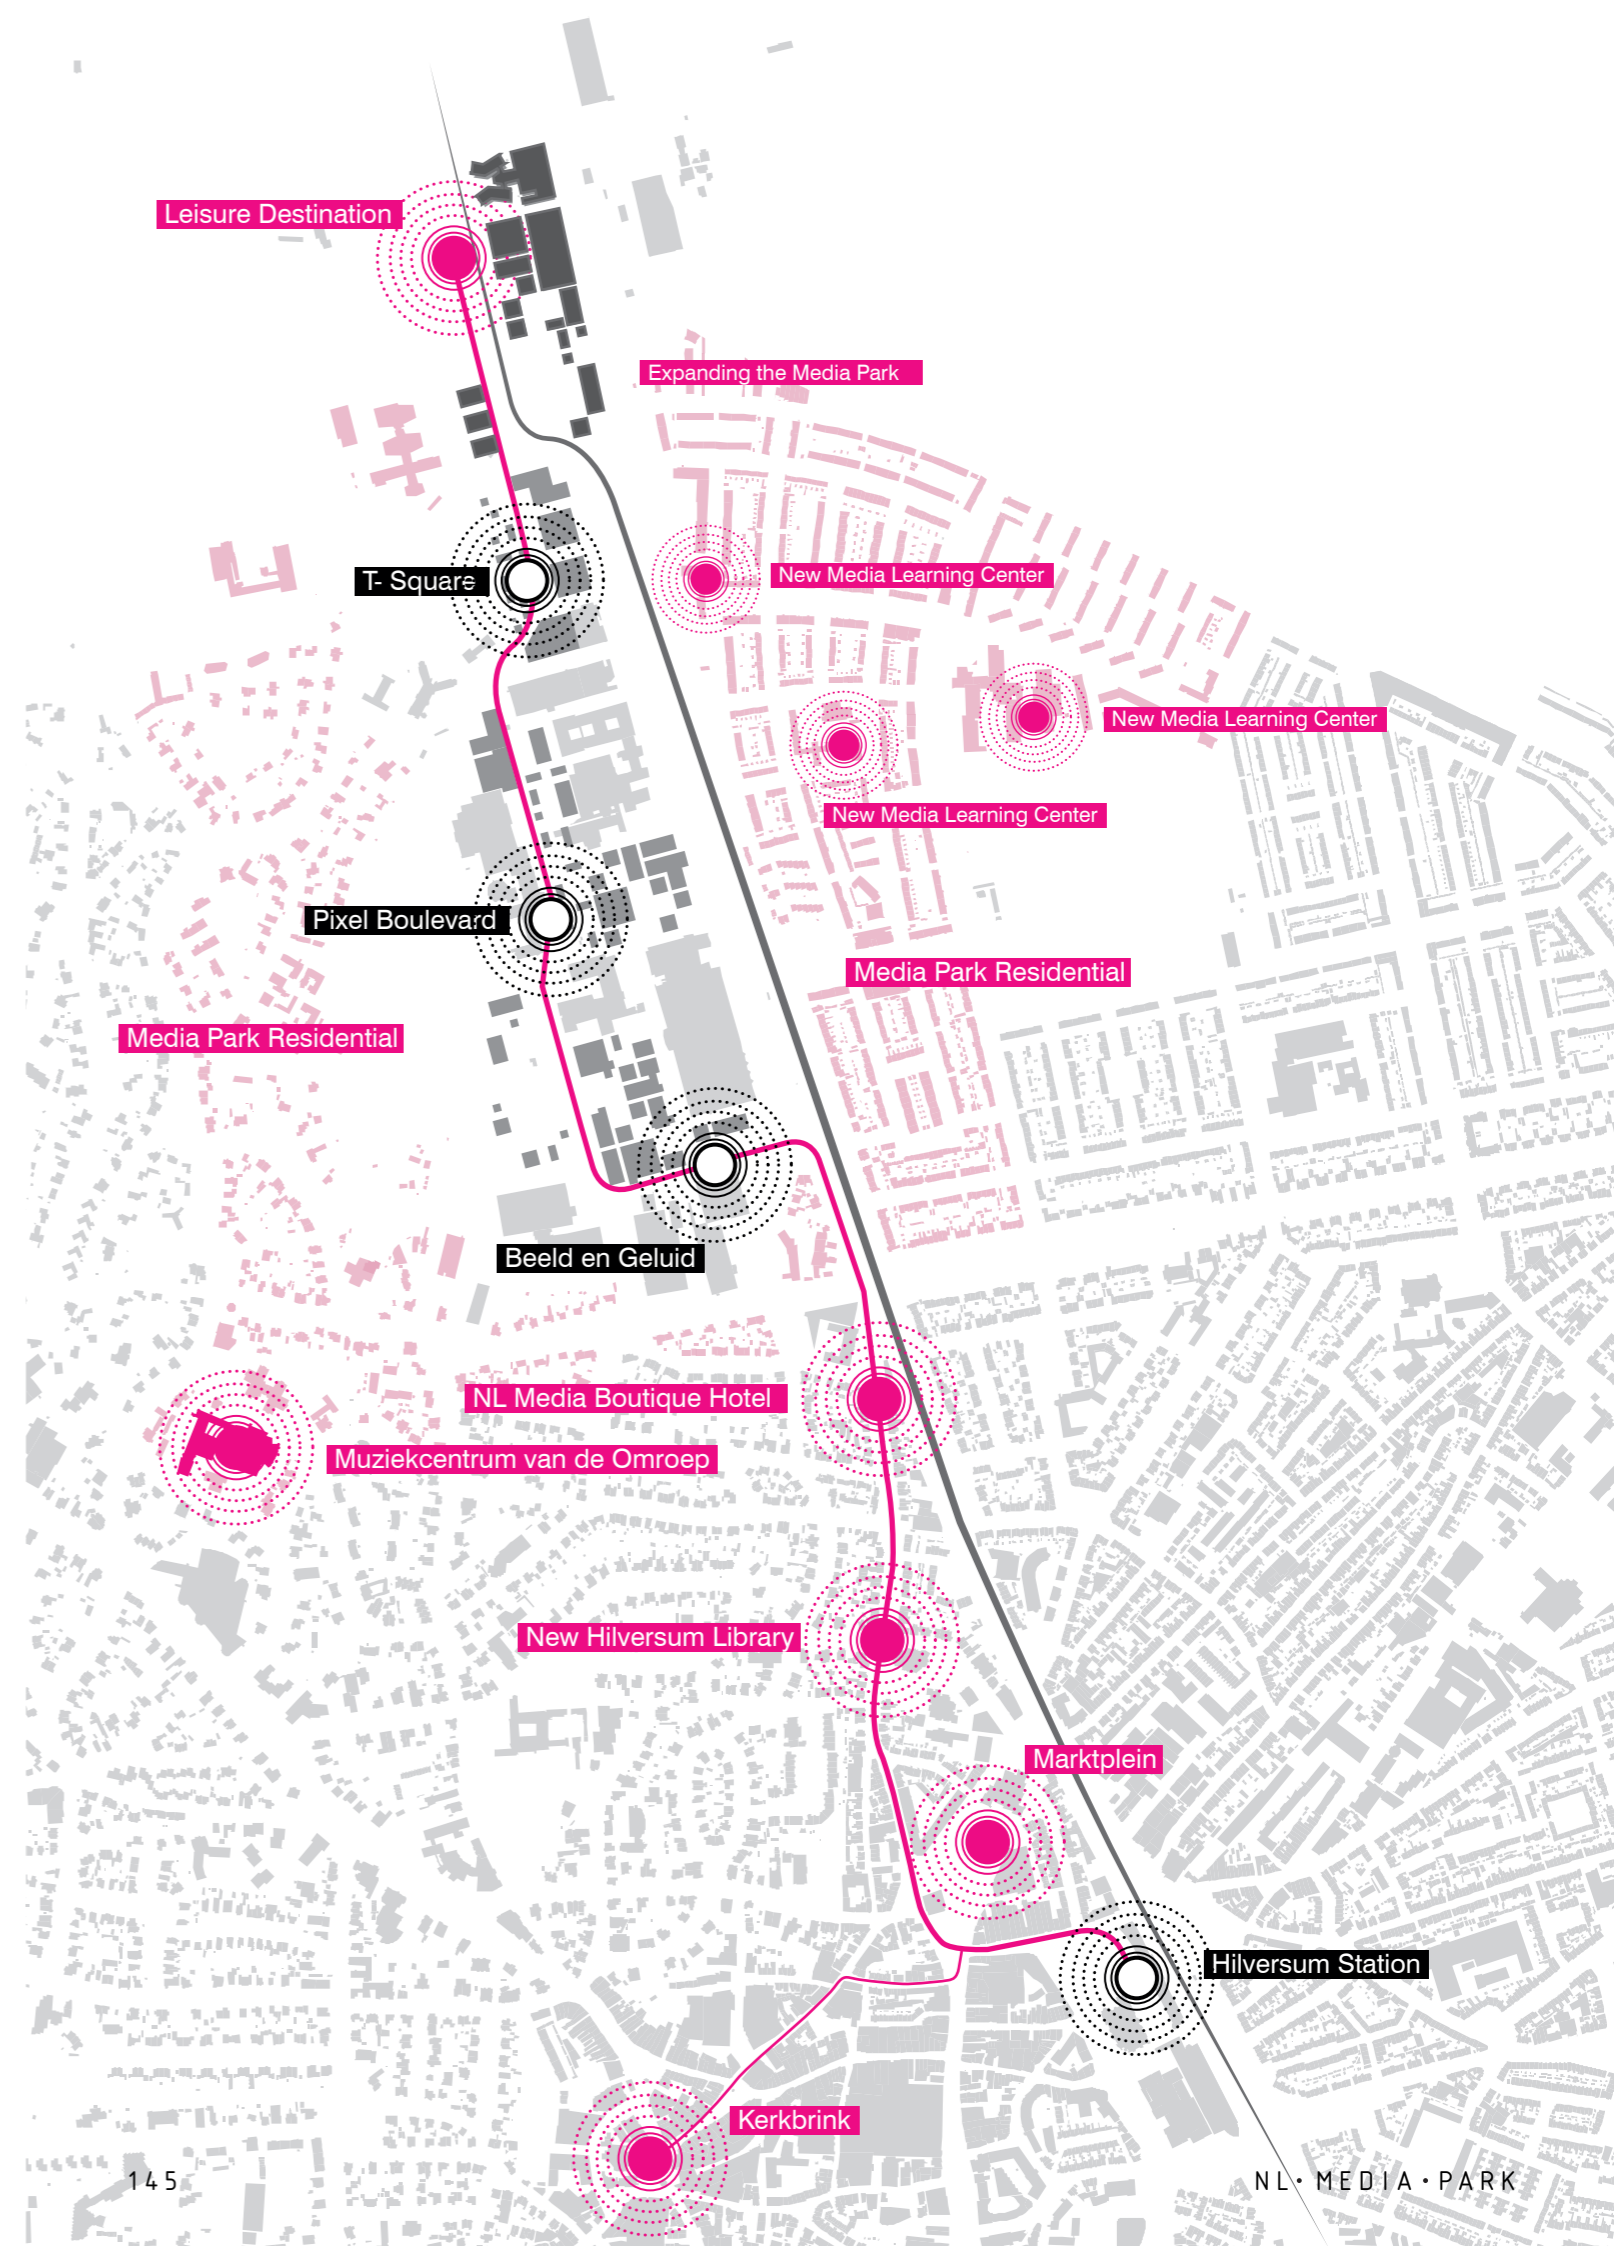 Leisure Destination
Expanding the Media Park
T- Square
New Media Learning Center
New Media Learning Center
New Media Learning Center
Pixel Boulevard
Media Park Residential
Media Park Residential
Beeld en Geluid
NL Media Boutique Hotel
Muziekcentrum van de Omroep
New Hilversum Library
Marktplein
Hilversum Station
Kerkbrink
145
NL•MEDIA•PARK